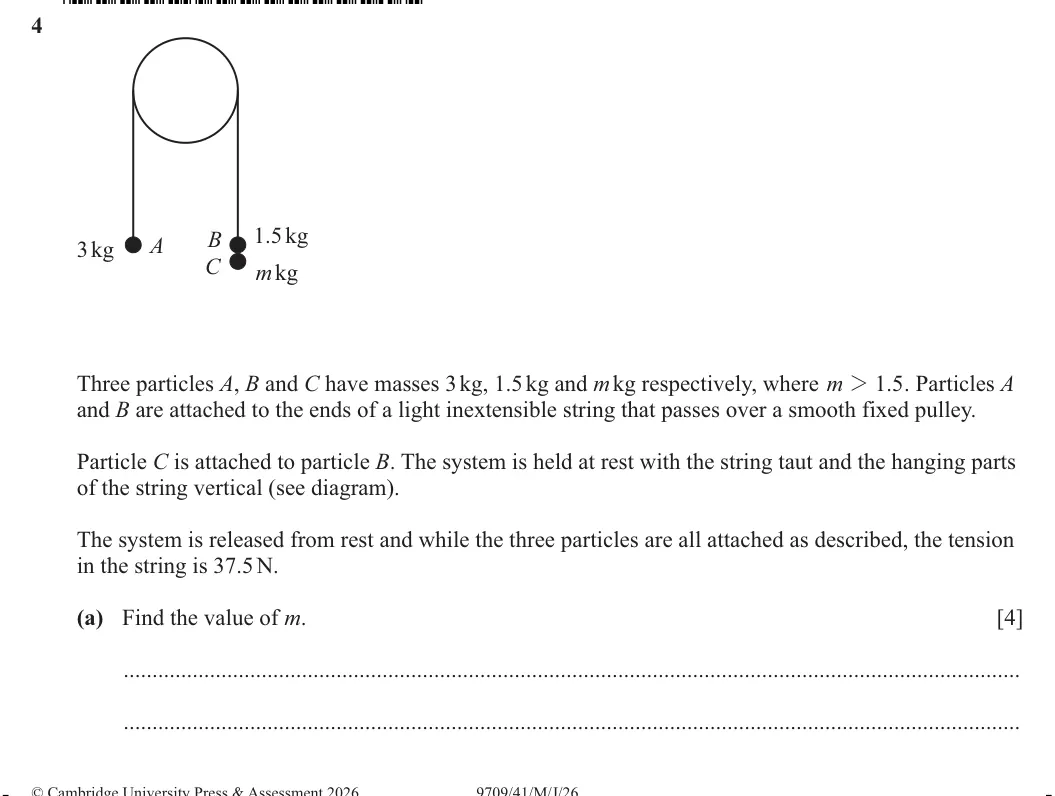 4
3 kg
A
B
1.5 kg
C
m kg
Three particles A, B and C have masses 3 kg, 1.5 kg and m kg respectively, where m > 1.5. Particles A
and B are attached to the ends of a light inextensible string that passes over a smooth fixed pulley.
Particle C is attached to particle B. The system is held at rest with the string taut and the hanging parts
of the string vertical (see diagram).
The system is released from rest and while the three particles are all attached as described, the tension
in the string is 37.5 N.
(a) Find the value of m. [4]
© Cambridge University Press & Assessment 2026 9709/41/M/J/26